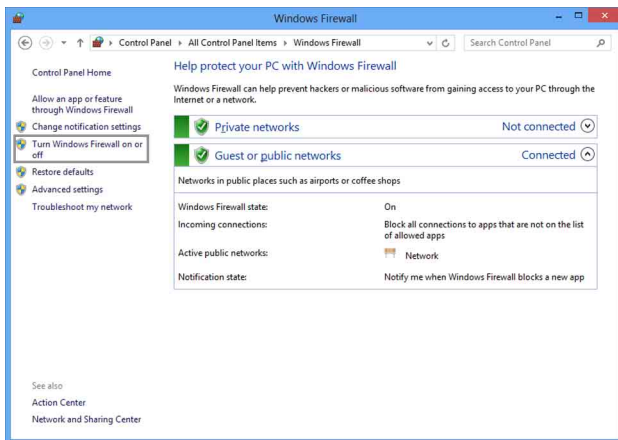 Windows Firewall
Control Panel ▸ All Control Panel Items ▸ Windows Firewall
Search Control Panel
Control Panel Home
Allow an app or feature
through Windows Firewall
Change notification settings
Turn Windows Firewall on or
off
Restore defaults
Advanced settings
Troubleshoot my network
Help protect your PC with Windows Firewall
Windows Firewall can help prevent hackers or malicious software from gaining access to your PC through the
Internet or a network.
Private networks Not connected
Guest or public networks Connected
Networks in public places such as airports or coffee shops
Windows Firewall state: On
Incoming connections: Block all connections to apps that are not on the list
of allowed apps
Active public networks: Network
Notification state: Notify me when Windows Firewall blocks a new app
See also
Action Center
Network and Sharing Center